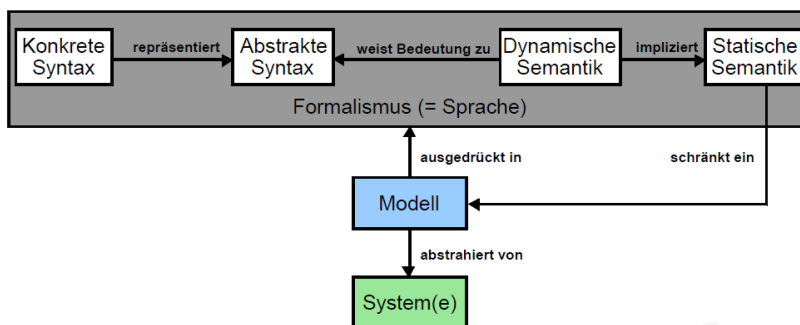 Konkrete
Syntax
repräsentiert
Abstrakte
Syntax
weist Bedeutung zu
Dynamische
Semantik
impliziert
Statische
Semantik
Formalismus (= Sprache)
ausgedrückt in
schränkt ein
Modell
abstrahiert von
System(e)